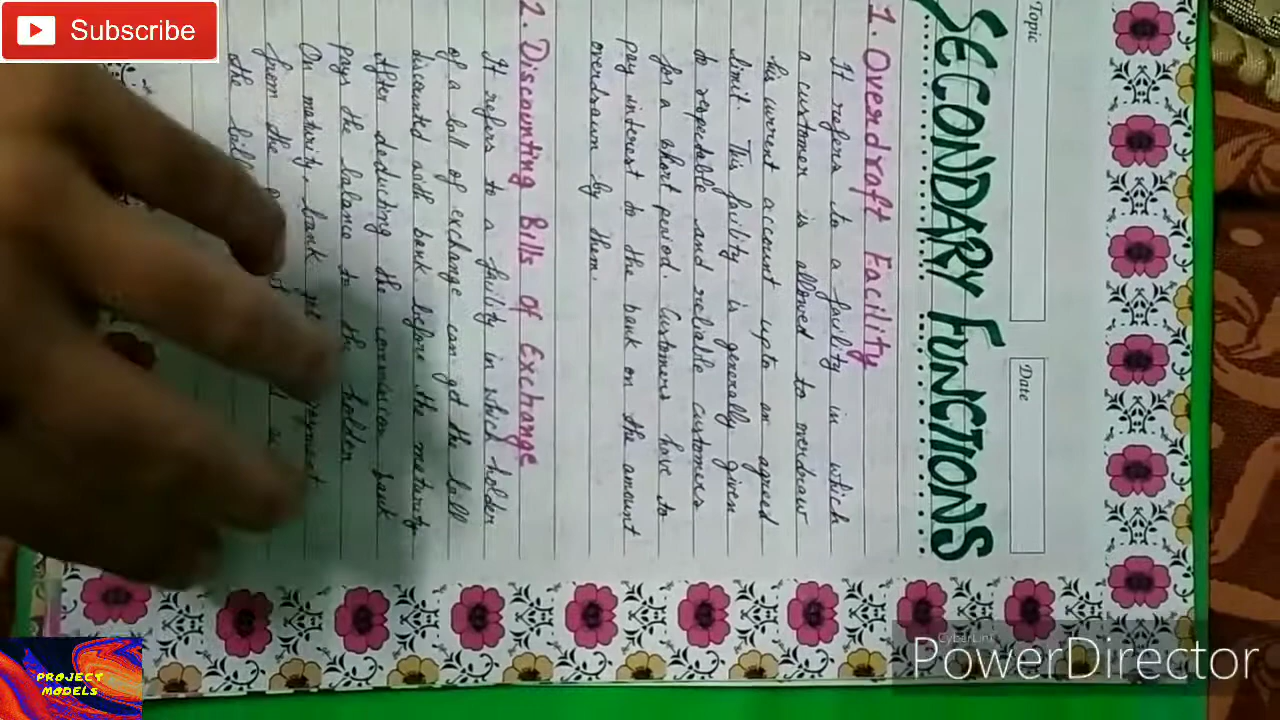 Subscribe
Topic
Date
SECONDARY FUNCTIONS
1. Overdraft Facility
It refers to a facility in which
a customer is allowed to overdraw
his current account upto an agreed
limit. This facility is generally given
to respectable and reliable customers
for a short period. Customers have to
pay interest to the bank on the amount
overdrawn by them.
2. Discounting Bills of Exchange
It refers to a facility in which holder
of a bill of exchange can get the bill
discounted with bank before the maturity.
After deducting the commission bank
pays the balance to the holder
On maturity, bank
from the
the bill
PROJECT
MODELS
CyberLink
PowerDirector